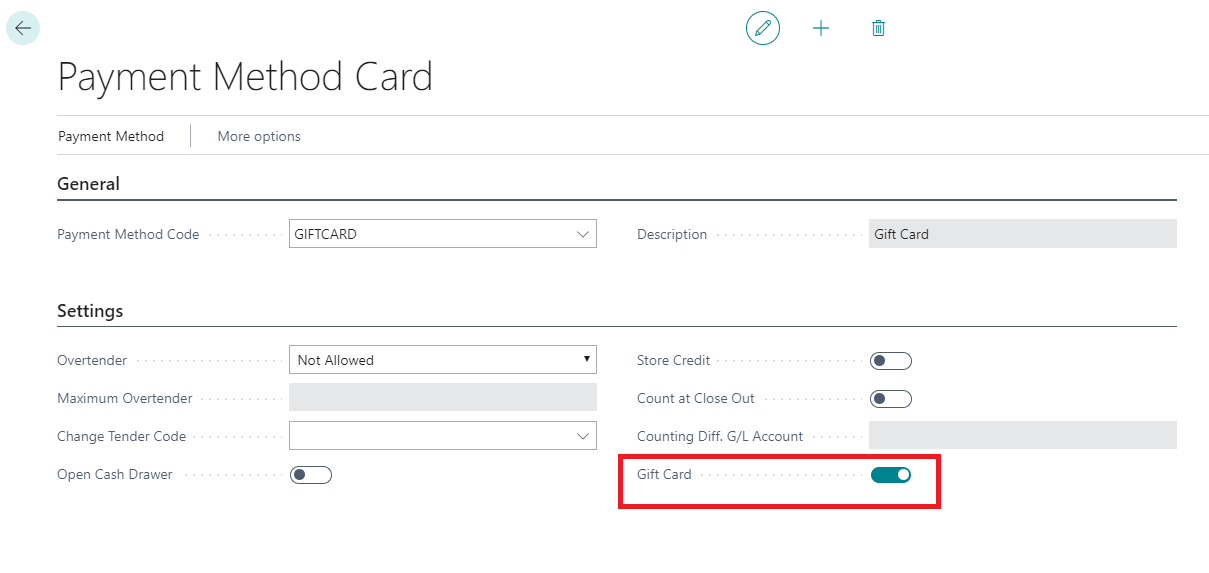 Payment Method Card
Payment Method More options
General
Payment Method Code GIFTCARD Description Gift Card
Settings
Overtender Not Allowed Store Credit
Maximum Overtender Count at Close Out
Change Tender Code Counting Diff. G/L Account
Open Cash Drawer Gift Card